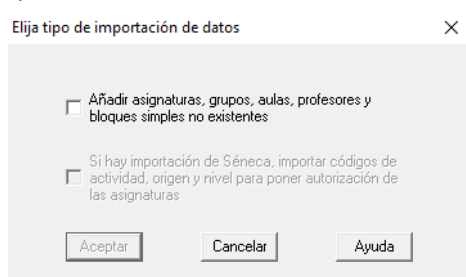 Elija tipo de importación de datos
Añadir asignaturas, grupos, aulas, profesores y
bloques simples no existentes
Si hay importación de Séneca, importar códigos de
actividad, origen y nivel para poner autorización de
las asignaturas
Aceptar Cancelar Ayuda